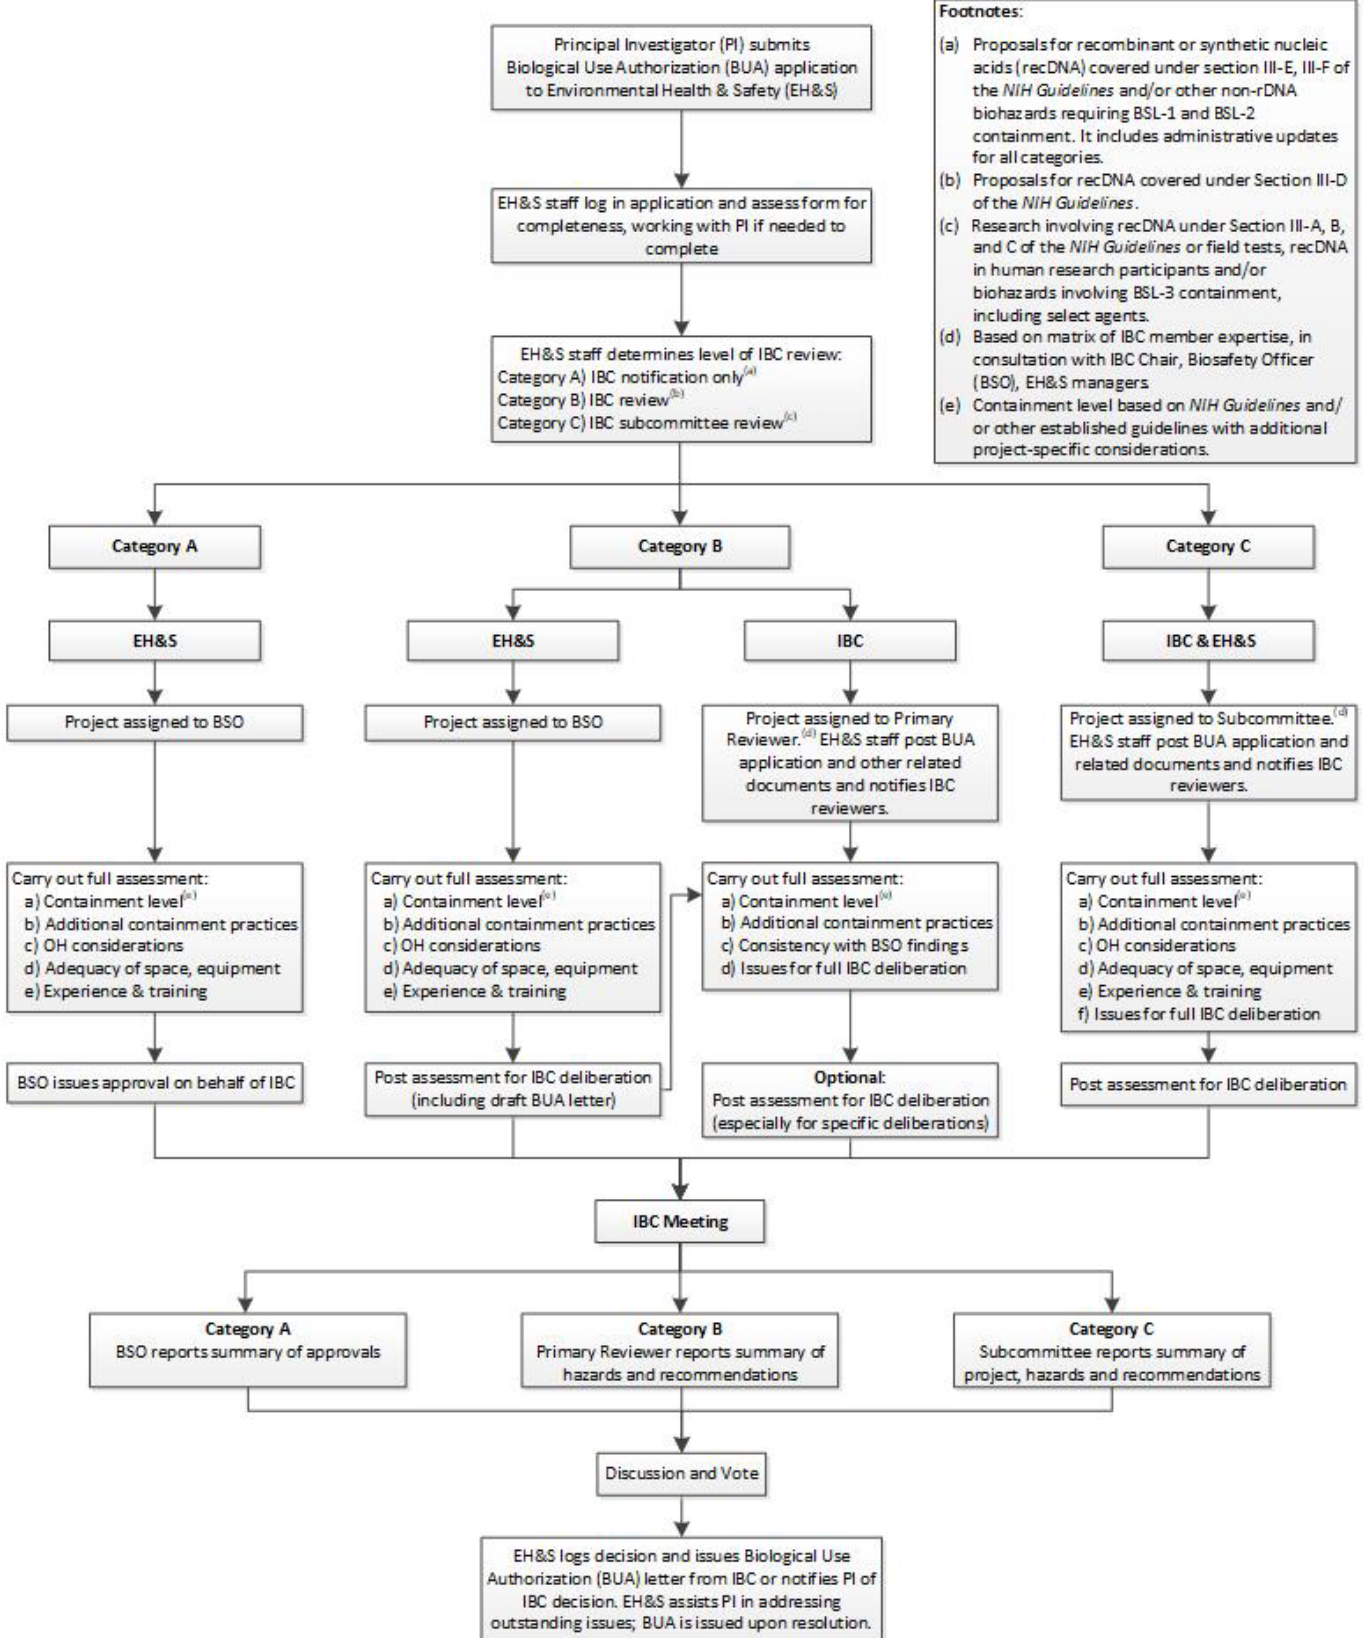 Principal Investigator (PI) submits
Biological Use Authorization (BUA) application
to Environmental Health & Safety (EH&S)
Footnotes:
(a) Proposals for recombinant or synthetic nucleic
acids (recDNA) covered under section III-E, III-F of
the NIH Guidelines and/or other non-rDNA
biohazards requiring BSL-1 and BSL-2
containment. It includes administrative updates
for all categories.
(b) Proposals for recDNA covered under Section III-D
of the NIH Guidelines.
(c) Research involving recDNA under Section III-A, B,
and C of the NIH Guidelines or field tests, recDNA
in human research participants and/or
biohazards involving BSL-3 containment,
including select agents.
(d) Based on matrix of IBC member expertise, in
consultation with IBC Chair, Biosafety Officer
(BSO), EH&S managers.
(e) Containment level based on NIH Guidelines and/
or other established guidelines with additional
project-specific considerations.
EH&S staff log in application and assess form for
completeness, working with PI if needed to
complete
EH&S staff determines level of IBC review:
Category A) IBC notification only(a)
Category B) IBC review(b)
Category C) IBC subcommittee review(c)
Category A
Category B
Category C
EH&S
EH&S
IBC
IBC & EH&S
Project assigned to BSO
Project assigned to BSO
Project assigned to Primary
Reviewer.(d) EH&S staff post BUA
application and other related
documents and notifies IBC
reviewers.
Project assigned to Subcommittee.(d)
EH&S staff post BUA application and
related documents and notifies IBC
reviewers.
Carry out full assessment:
a) Containment level(e)
b) Additional containment practices
c) OH considerations
d) Adequacy of space, equipment
e) Experience & training
Carry out full assessment:
a) Containment level(e)
b) Additional containment practices
c) OH considerations
d) Adequacy of space, equipment
e) Experience & training
Carry out full assessment:
a) Containment level(e)
b) Additional containment practices
c) Consistency with BSO findings
d) Issues for full IBC deliberation
Carry out full assessment:
a) Containment level(e)
b) Additional containment practices
c) OH considerations
d) Adequacy of space, equipment
e) Experience & training
f) Issues for full IBC deliberation
BSO issues approval on behalf of IBC
Post assessment for IBC deliberation
(including draft BUA letter)
Optional:
Post assessment for IBC deliberation
(especially for specific deliberations)
Post assessment for IBC deliberation
IBC Meeting
Category A
BSO reports summary of approvals
Category B
Primary Reviewer reports summary of
hazards and recommendations
Category C
Subcommittee reports summary of
project, hazards and recommendations
Discussion and Vote
EH&S logs decision and issues Biological Use
Authorization (BUA) letter from IBC or notifies PI of
IBC decision. EH&S assists PI in addressing
outstanding issues; BUA is issued upon resolution.